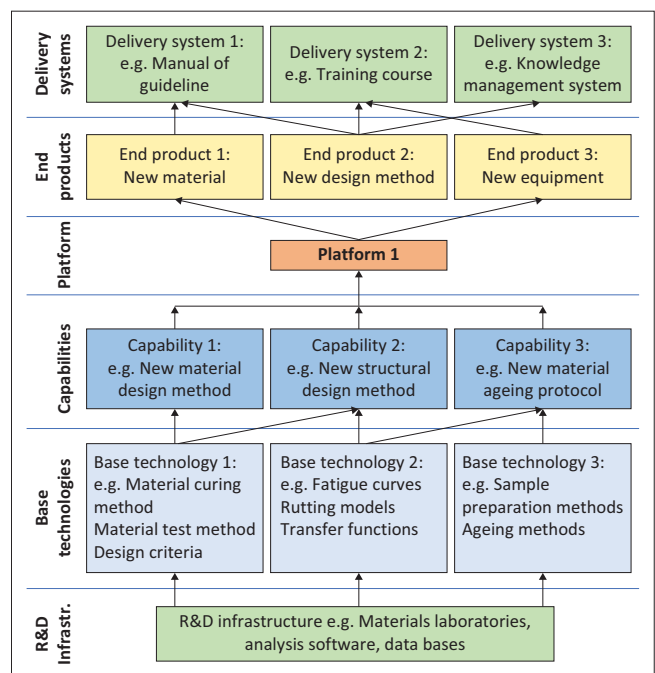 Delivery systems
Delivery system 1:
e.g. Manual of
guideline
Delivery system 2:
e.g. Training course
Delivery system 3:
e.g. Knowledge
management system
End products
End product 1:
New material
End product 2:
New design method
End product 3:
New equipment
Platform
Platform 1
Capabilities
Capability 1:
e.g. New material
design method
Capability 2:
e.g. New structural
design method
Capability 3:
e.g. New material
ageing protocol
Base technologies
Base technology 1:
e.g. Material curing
method
Material test method
Design criteria
Base technology 2:
e.g. Fatigue curves
Rutting models
Transfer functions
Base technology 3:
e.g. Sample
preparation methods
Ageing methods
R&D Infrastr.
R&D infrastructure e.g. Materials laboratories,
analysis software, data bases